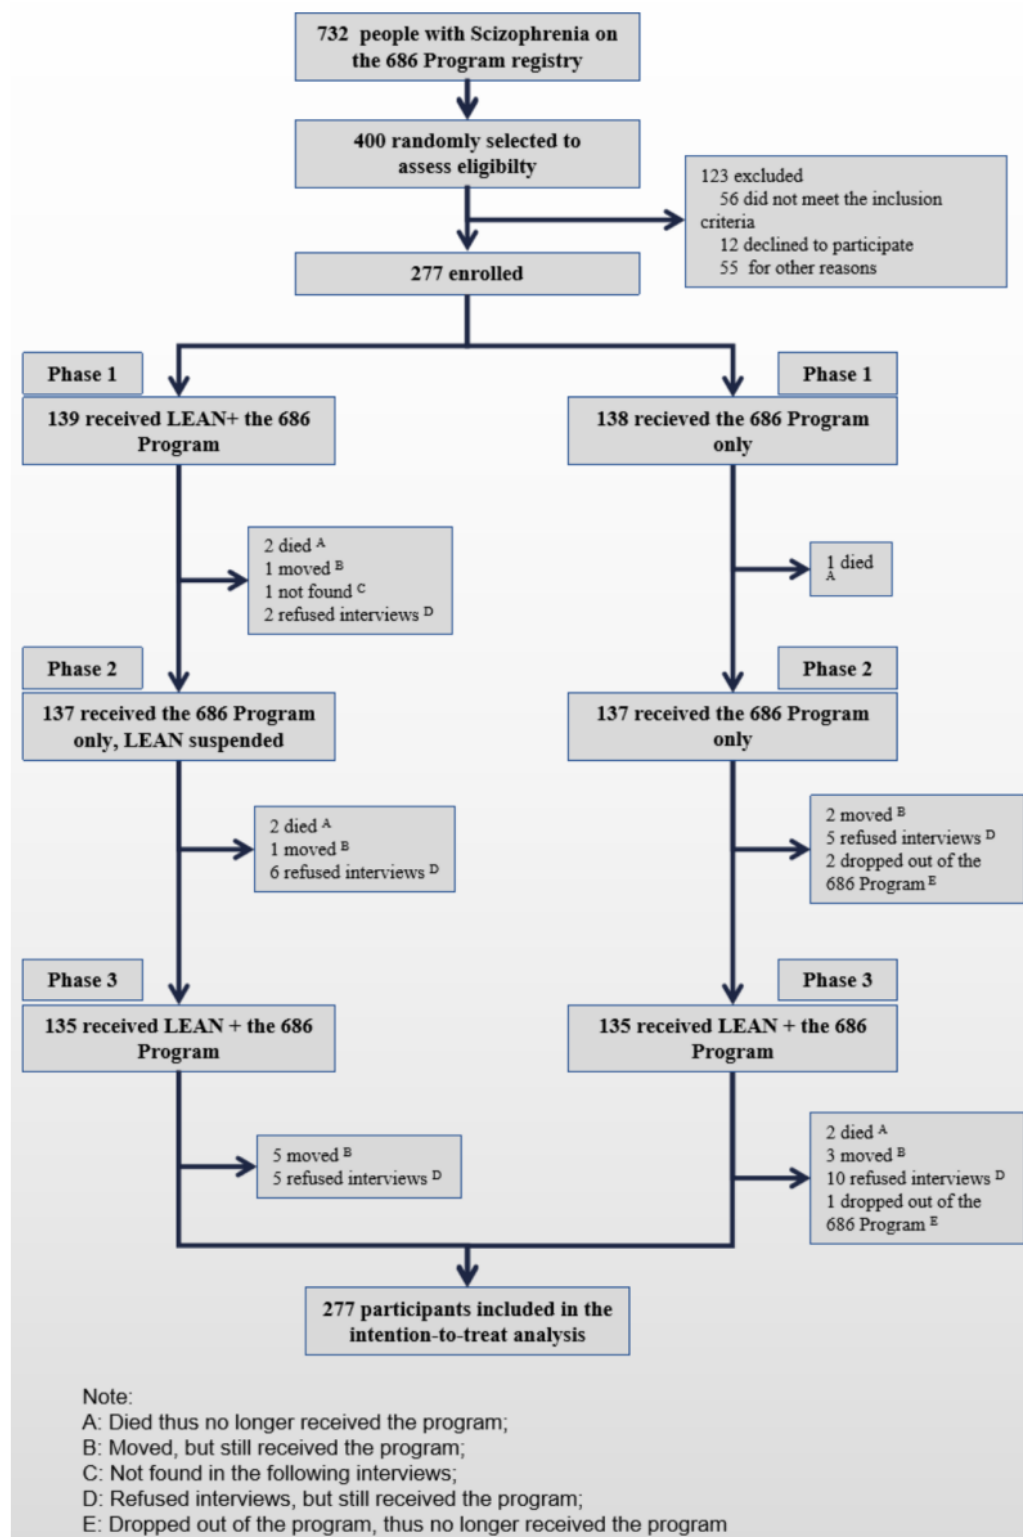 732 people with Scizophrenia on
the 686 Program registry
400 randomly selected to
assess eligibilty
123 excluded
56 did not meet the inclusion
criteria
12 declined to participate
55 for other reasons
277 enrolled
Phase 1
Phase 1
139 received LEAN+ the 686
Program
138 recieved the 686 Program
only
2 died A
1 moved B
1 not found C
2 refused interviews D
1 died
A
Phase 2
Phase 2
137 received the 686 Program
only, LEAN suspended
137 received the 686 Program
only
2 died A
1 moved B
6 refused interviews D
2 moved B
5 refused interviews D
2 dropped out of the
686 Program E
Phase 3
Phase 3
135 received LEAN + the 686
Program
135 received LEAN + the 686
Program
5 moved B
5 refused interviews D
2 died A
3 moved B
10 refused interviews D
1 dropped out of the
686 Program E
277 participants included in the
intention-to-treat analysis
Note:
A: Died thus no longer received the program;
B: Moved, but still received the program;
C: Not found in the following interviews;
D: Refused interviews, but still received the program;
E: Dropped out of the program, thus no longer received the program